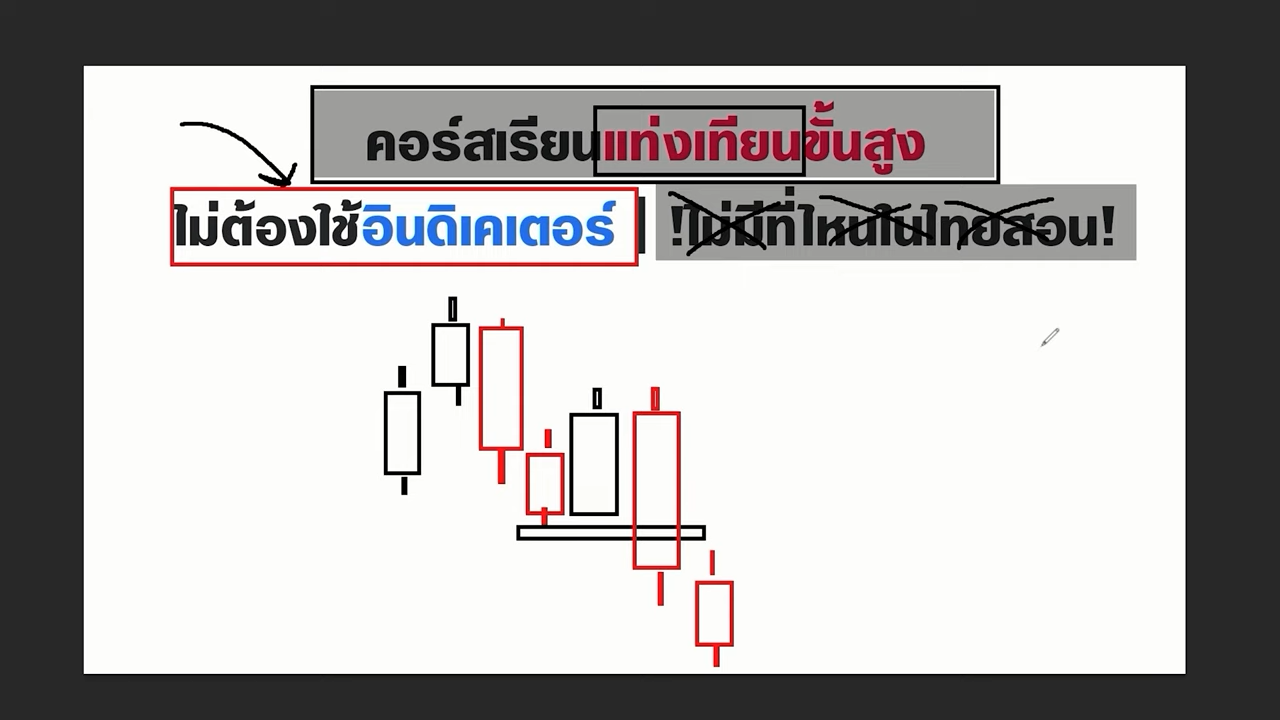 คอร์สเรียนแท่งเทียนขั้นสูง
ไม่ต้องใช้อินดิเคเตอร์ | !ไม่มีที่ไหนในไทยสอน!